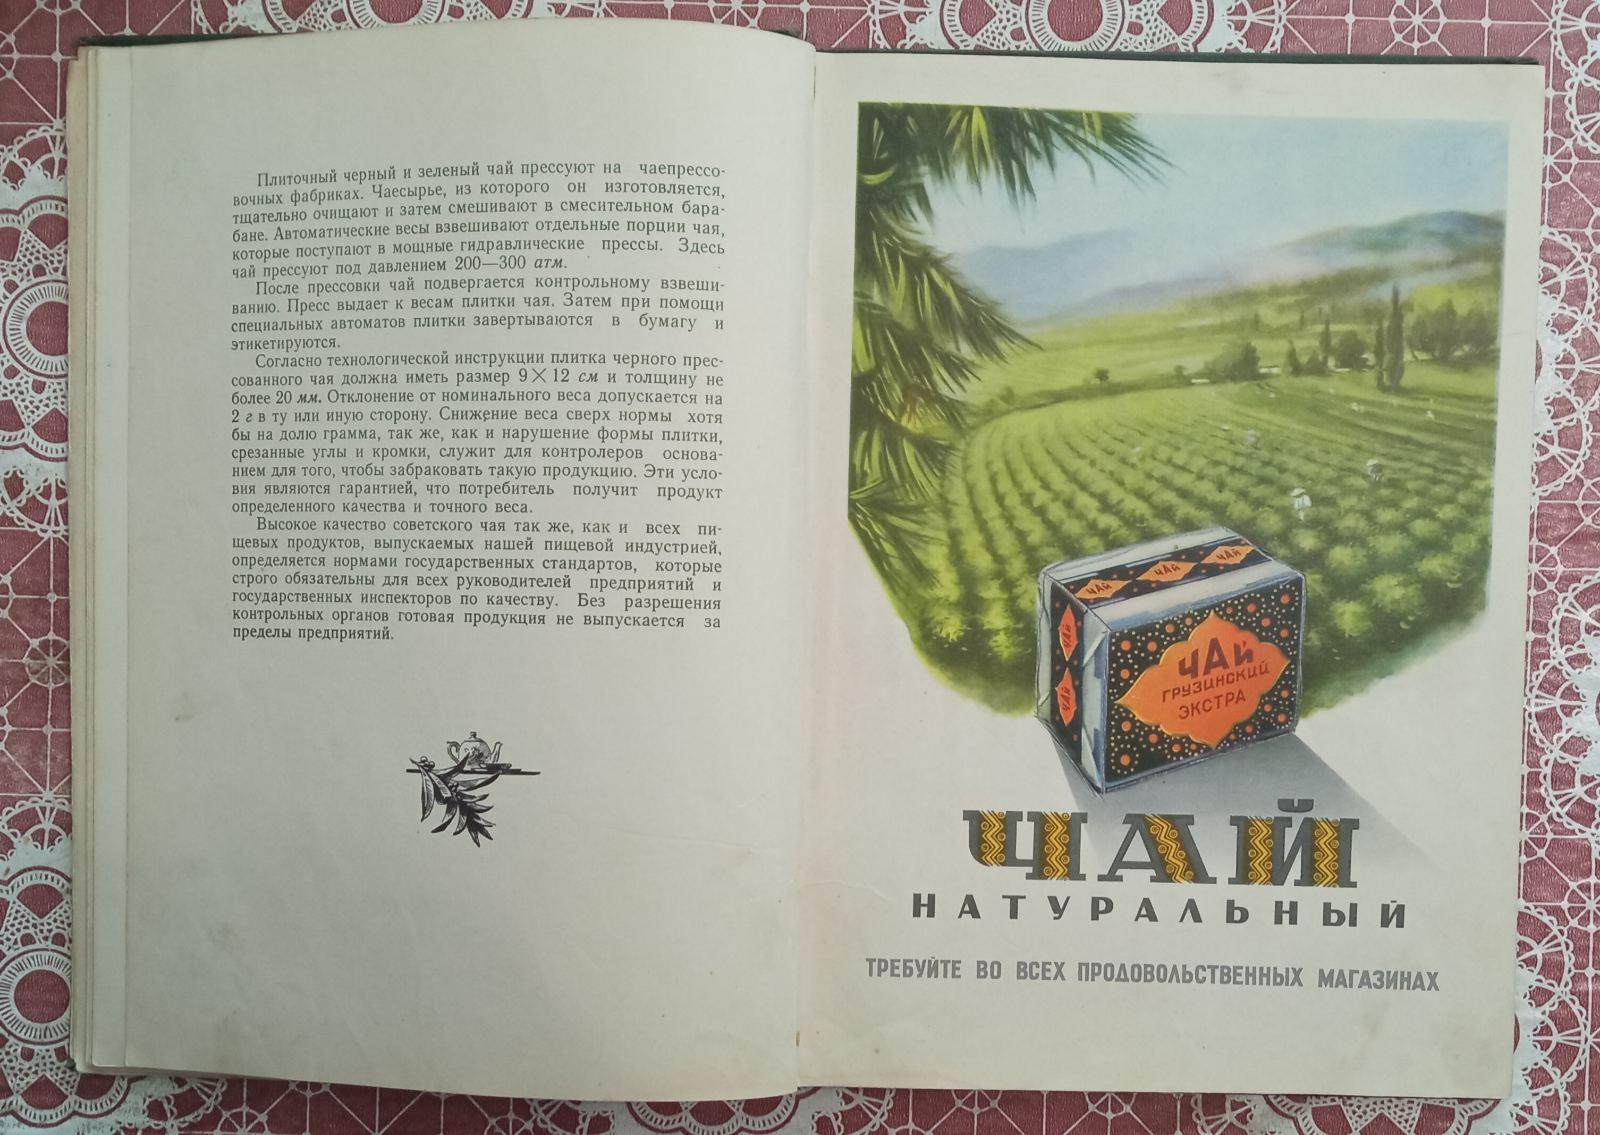 Плиточный черный и зеленый чай прессуют на чаепрессо-
вочных фабриках. Чаесырье, из которого он изготовляется,
тщательно очищают и затем смешивают в смесительном бара-
бане. Автоматические весы взвешивают отдельные порции чая,
которые поступают в мощные гидравлические прессы. Здесь
чай прессуют под давлением 200—300 атм.
После прессовки чай подвергается контрольному взвеши-
ванию. Пресс выдает к весам плитки чая. Затем при помощи
специальных автоматов плитки завертываются в бумагу и
этикетируются.
Согласно технологической инструкции плитка черного прес-
сованного чая должна иметь размер 9×12 см и толщину не
более 20 мм. Отклонение от номинального веса допускается на
2 г в ту или иную сторону. Снижение веса сверх нормы хотя
бы на долю грамма, так же, как и нарушение формы плитки,
срезанные углы и кромки, служит для контролеров основа-
нием для того, чтобы забраковать такую продукцию. Эти усло-
вия являются гарантией, что потребитель получит продукт
определенного качества и точного веса.
Высокое качество советского чая так же, как и всех пи-
щевых продуктов, выпускаемых нашей пищевой индустрией,
определяется нормами государственных стандартов, которые
строго обязательны для всех руководителей предприятий и
государственных инспекторов по качеству. Без разрешения
контрольных органов готовая продукция не выпускается за
пределы предприятий.
ЧАЙ
ЧАЙ
ЧАЙ
ЧАЙ
ЧАЙ
ЧАЙ
ГРУЗИНСКИЙ
ЭКСТРА
ЧАЙ
НАТУРАЛЬНЫЙ
ТРЕБУЙТЕ ВО ВСЕХ ПРОДОВОЛЬСТВЕННЫХ МАГАЗИНАХ